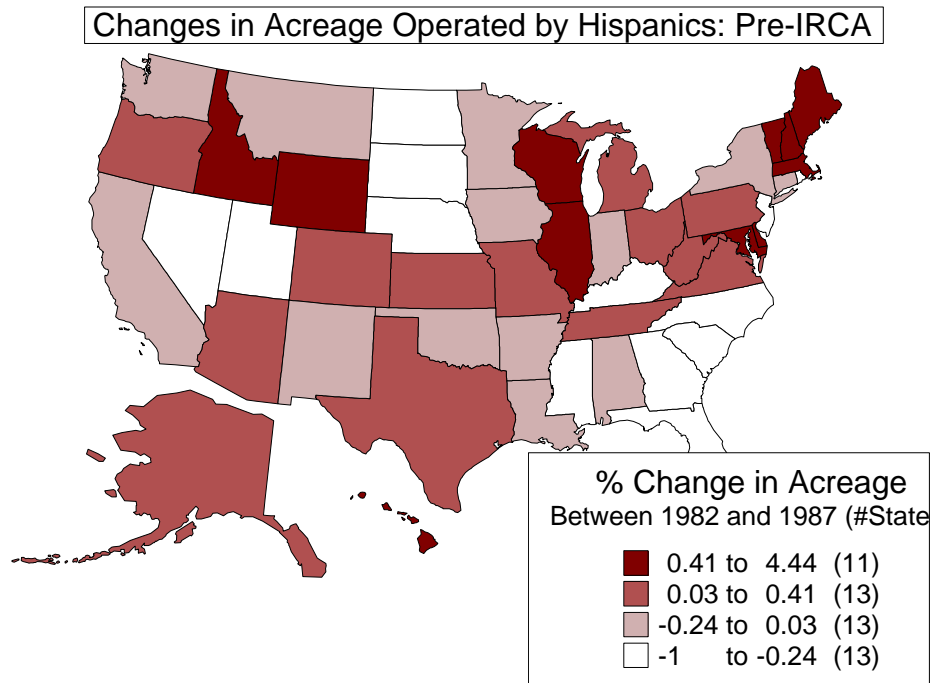 Changes in Acreage Operated by Hispanics: Pre-IRCA
% Change in Acreage
Between 1982 and 1987 (#State
0.41 to 4.44 (11)
0.03 to 0.41 (13)
-0.24 to 0.03 (13)
-1 to -0.24 (13)